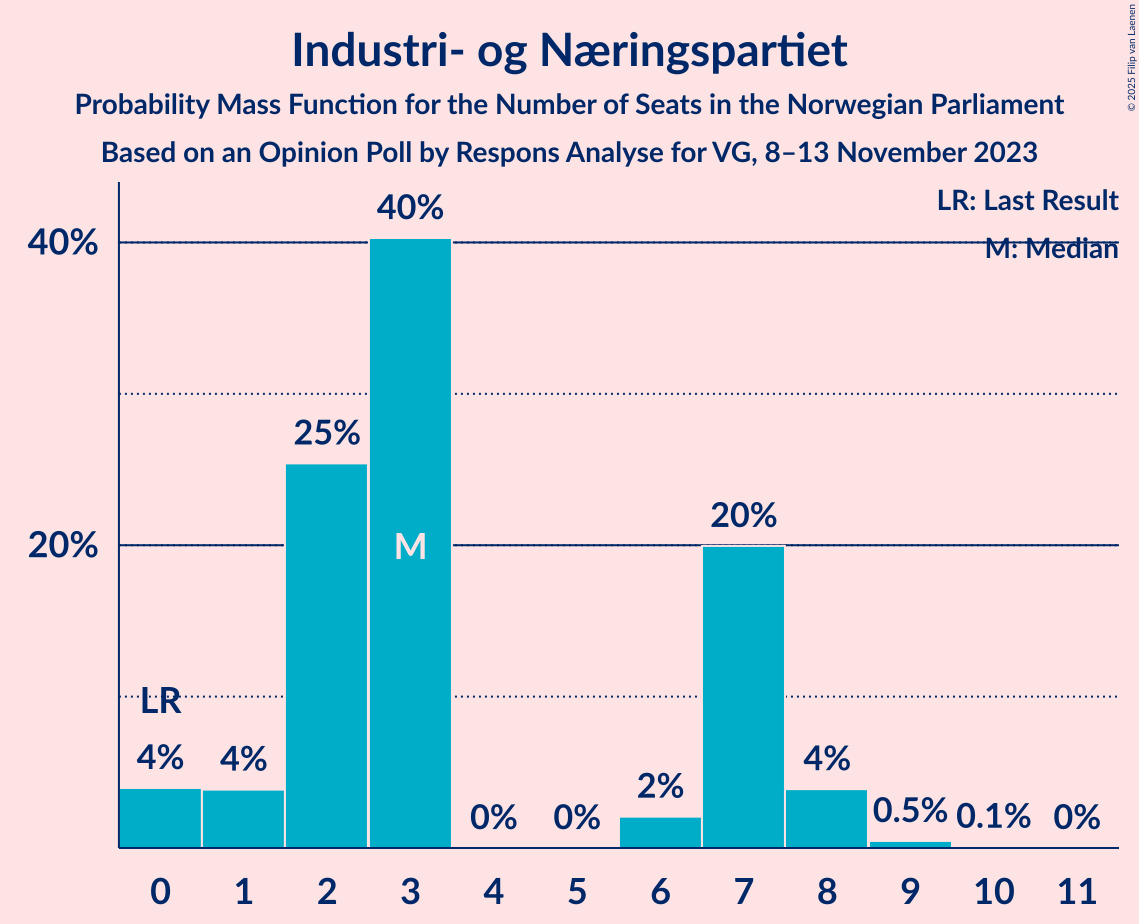 Industri- og Næringspartiet
Probability Mass Function for the Number of Seats in the Norwegian Parliament
Based on an Opinion Poll by Respons Analyse for VG, 8–13 November 2023
© 2025 Filip van Laenen
LR: Last Result
M: Median
40%
20%
LR
4%
4%
25%
40%
M
0%
0%
2%
20%
4%
0.5%
0.1%
0%
0 1 2 3 4 5 6 7 8 9 10 11